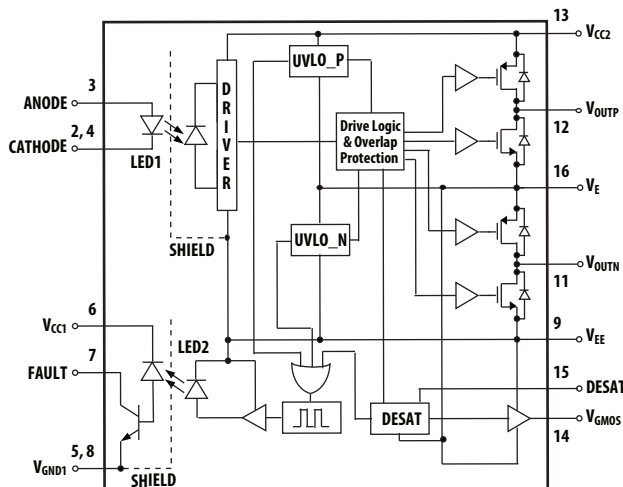 13
VCC2
UVLO_P
3
ANODE
DRIVER
VOUTP
12
2, 4
CATHODE
Drive Logic
& Overlap
Protection
LED1
16
VE
UVLO_N
SHIELD
VOUTN
11
6
9
VCC1
LED2
VEE
7
FAULT
15
DESAT
DESAT
VGMOS
14
5, 8
VGND1
SHIELD